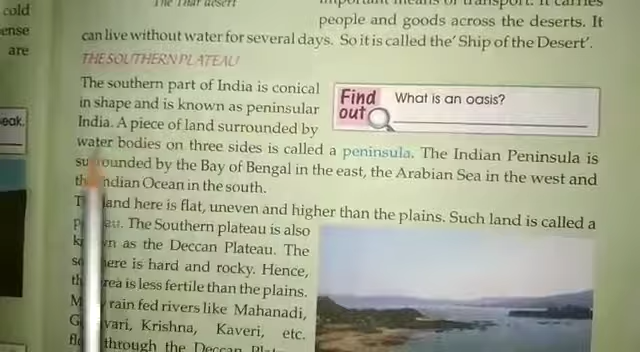 cold
ense
are
eak.
The Thar desert
important means of transport. It carries
people and goods across the deserts. It
can live without water for several days. So it is called the' Ship of the Desert'.
THE SOUTHERN PLATEAU
The southern part of India is conical
in shape and is known as peninsular
India. A piece of land surrounded by
water bodies on three sides is called a peninsula. The Indian Peninsula is
surrounded by the Bay of Bengal in the east, the Arabian Sea in the west and
Indian Ocean in the south.
land here is flat, uneven and higher than the plains. Such land is called a
The Southern plateau is also
as the Deccan Plateau. The
here is hard and rocky. Hence,
area is less fertile than the plains.
rain fed rivers like Mahanadi,
Krishna, Kaveri, etc.
through the Deccan
Find out
What is an oasis?